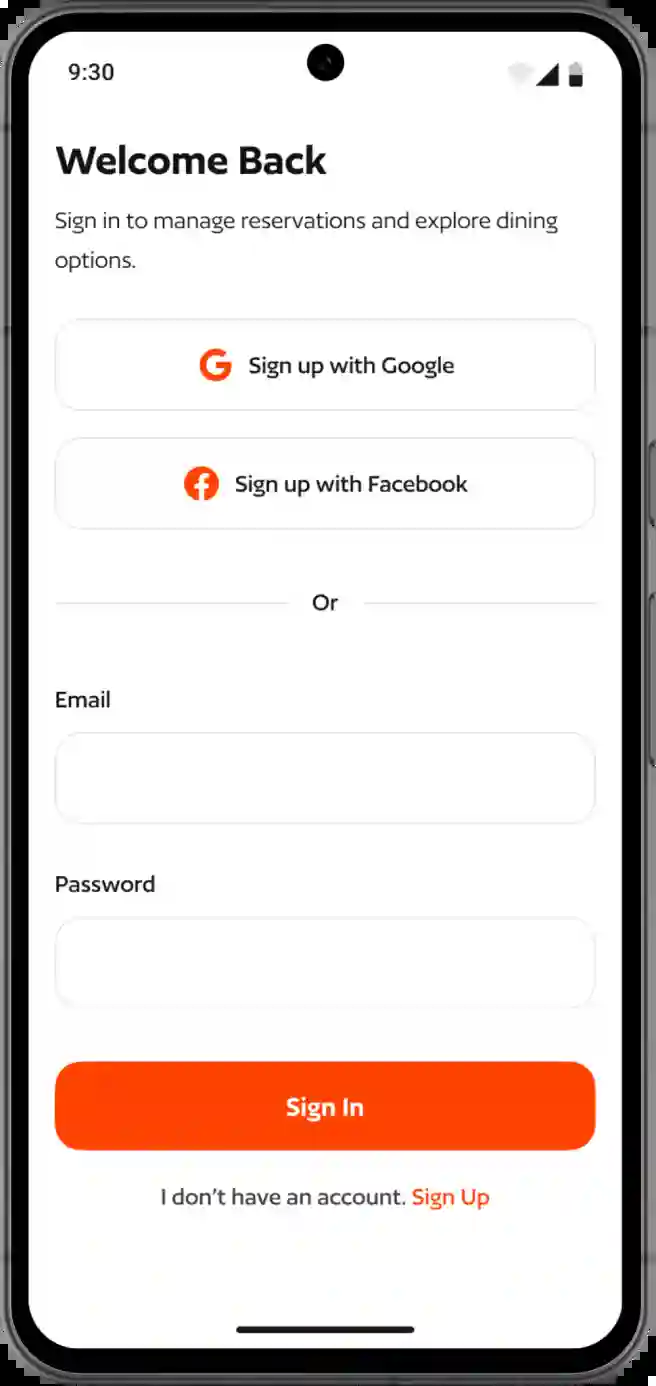 9:30
Welcome Back
Sign in to manage reservations and explore dining
options.
Sign up with Google
Sign up with Facebook
Or
Email
Password
Sign In
I don’t have an account. Sign Up